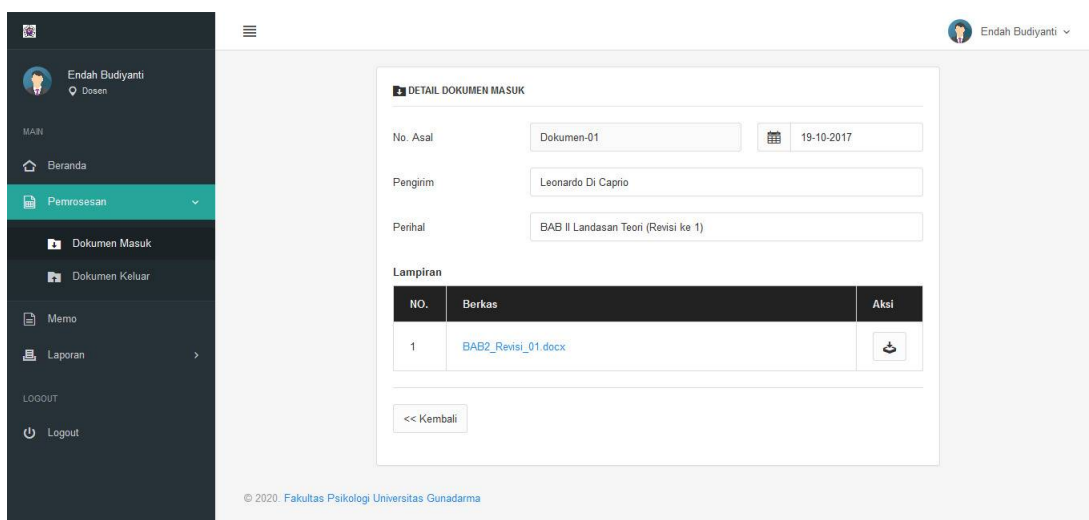 Endah Budiyanti
Endah Budiyanti
Dosen
MAIN
Beranda
Pemrosesan
Dokumen Masuk
Dokumen Keluar
Memo
Laporan
LOGOUT
Logout
DETAIL DOKUMEN MASUK
No. Asal Dokumen-01 19-10-2017
Pengirim Leonardo Di Caprio
Perihal BAB II Landasan Teori (Revisi ke 1)
Lampiran
NO. Berkas Aksi
1 BAB2_Revisi_01.docx
<< Kembali
© 2020. Fakultas Psikologi Universitas Gunadarma